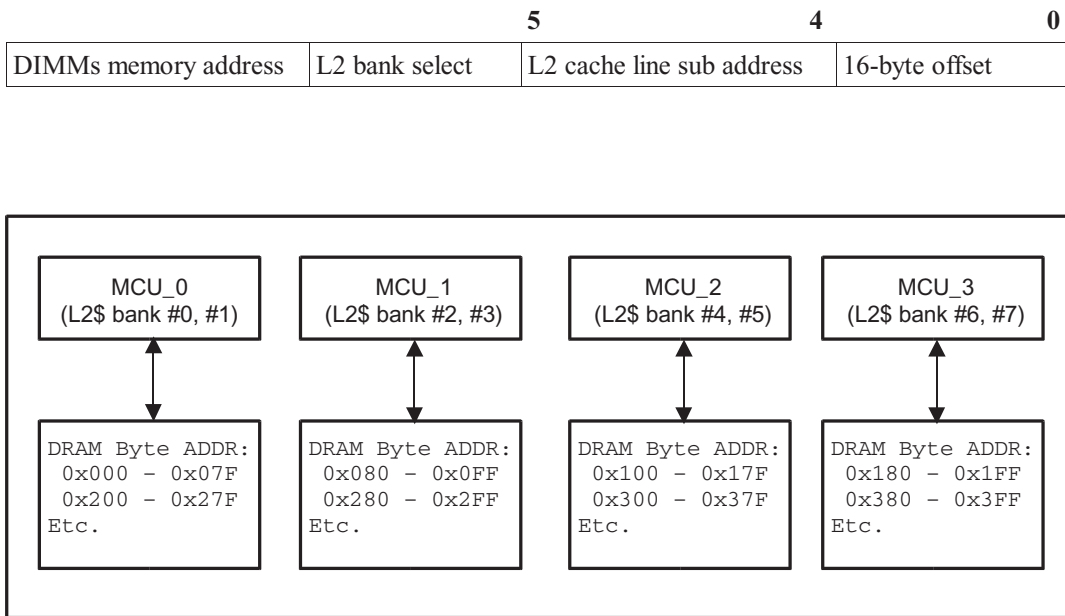 5 4 0
DIMMs memory address L2 bank select L2 cache line sub address 16-byte offset
MCU_0 MCU_1 MCU_2 MCU_3
(L2$ bank #0, #1) (L2$ bank #2, #3) (L2$ bank #4, #5) (L2$ bank #6, #7)
DRAM Byte ADDR: DRAM Byte ADDR: DRAM Byte ADDR: DRAM Byte ADDR:
0x000 – 0x07F 0x080 – 0x0FF 0x100 – 0x17F 0x180 – 0x1FF
0x200 – 0x27F 0x280 – 0x2FF 0x300 – 0x37F 0x380 – 0x3FF
Etc. Etc. Etc. Etc.